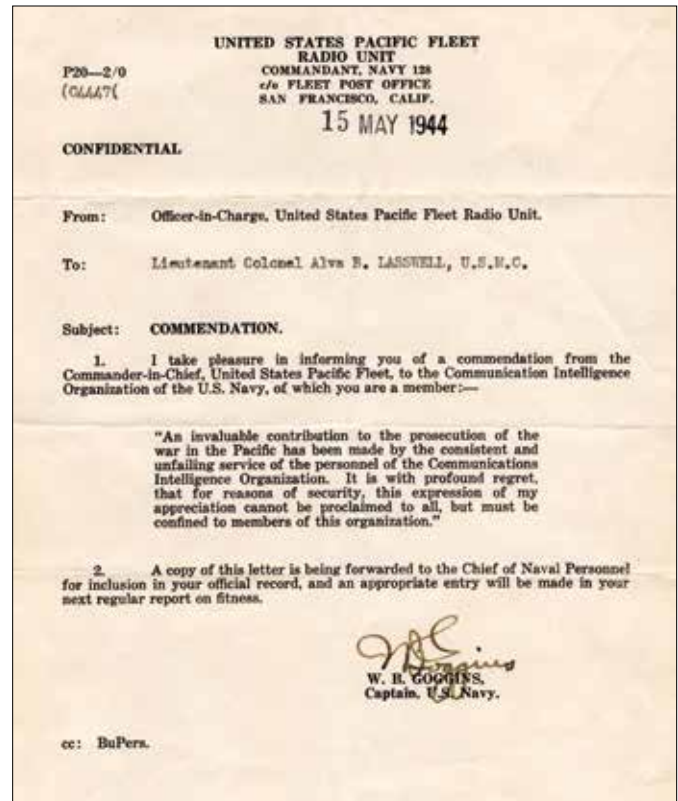 UNITED STATES PACIFIC FLEET
RADIO UNIT
P20—2/0
COMMANDANT, NAVY 128
c/o FLEET POST OFFICE
SAN FRANCISCO, CALIF.
15 MAY 1944
CONFIDENTIAL
From: Officer-in-Charge, United States Pacific Fleet Radio Unit.
To: Lieutenant Colonel Alva B. LASSWELL, U.S.M.C.
Subject: COMMENDATION.
1. I take pleasure in informing you of a commendation from the
Commander-in-Chief, United States Pacific Fleet, to the Communication Intelligence
Organization of the U.S. Navy, of which you are a member:—
"An invaluable contribution to the prosecution of the
war in the Pacific has been made by the consistent and
unfailing service of the personnel of the Communications
Intelligence Organization. It is with profound regret,
that for reasons of security, this expression of my
appreciation cannot be proclaimed to all, but must be
confined to members of this organization."
2. A copy of this letter is being forwarded to the Chief of Naval Personnel
for inclusion in your official record, and an appropriate entry will be made in your
next regular report on fitness.
W B Goggins
W. B. GOGGINS,
Captain, U.S. Navy.
cc: BuPers.